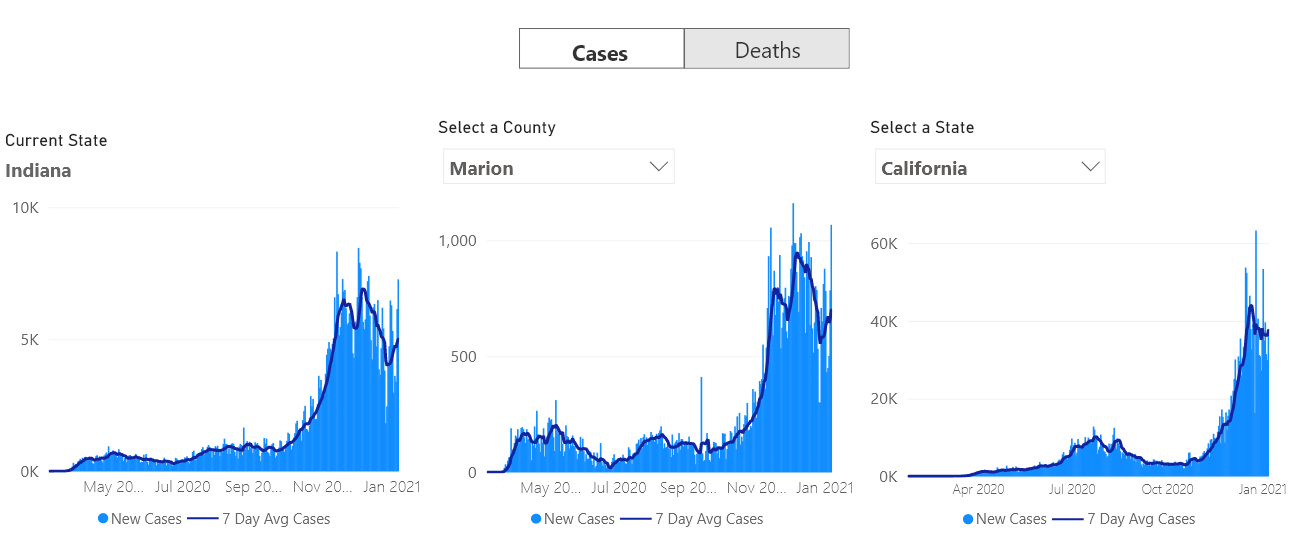 Cases
Deaths
Current State
Indiana
10K
5K
0K
May 20...
Jul 2020
Sep 20...
Nov 20...
Jan 2021
New Cases
7 Day Avg Cases
Select a County
Marion
1,000
500
0
May 20...
Jul 2020
Sep 20...
Nov 20...
Jan 2021
New Cases
7 Day Avg Cases
Select a State
California
60K
40K
20K
0K
Apr 2020
Jul 2020
Oct 2020
Jan 2021
New Cases
7 Day Avg Cases